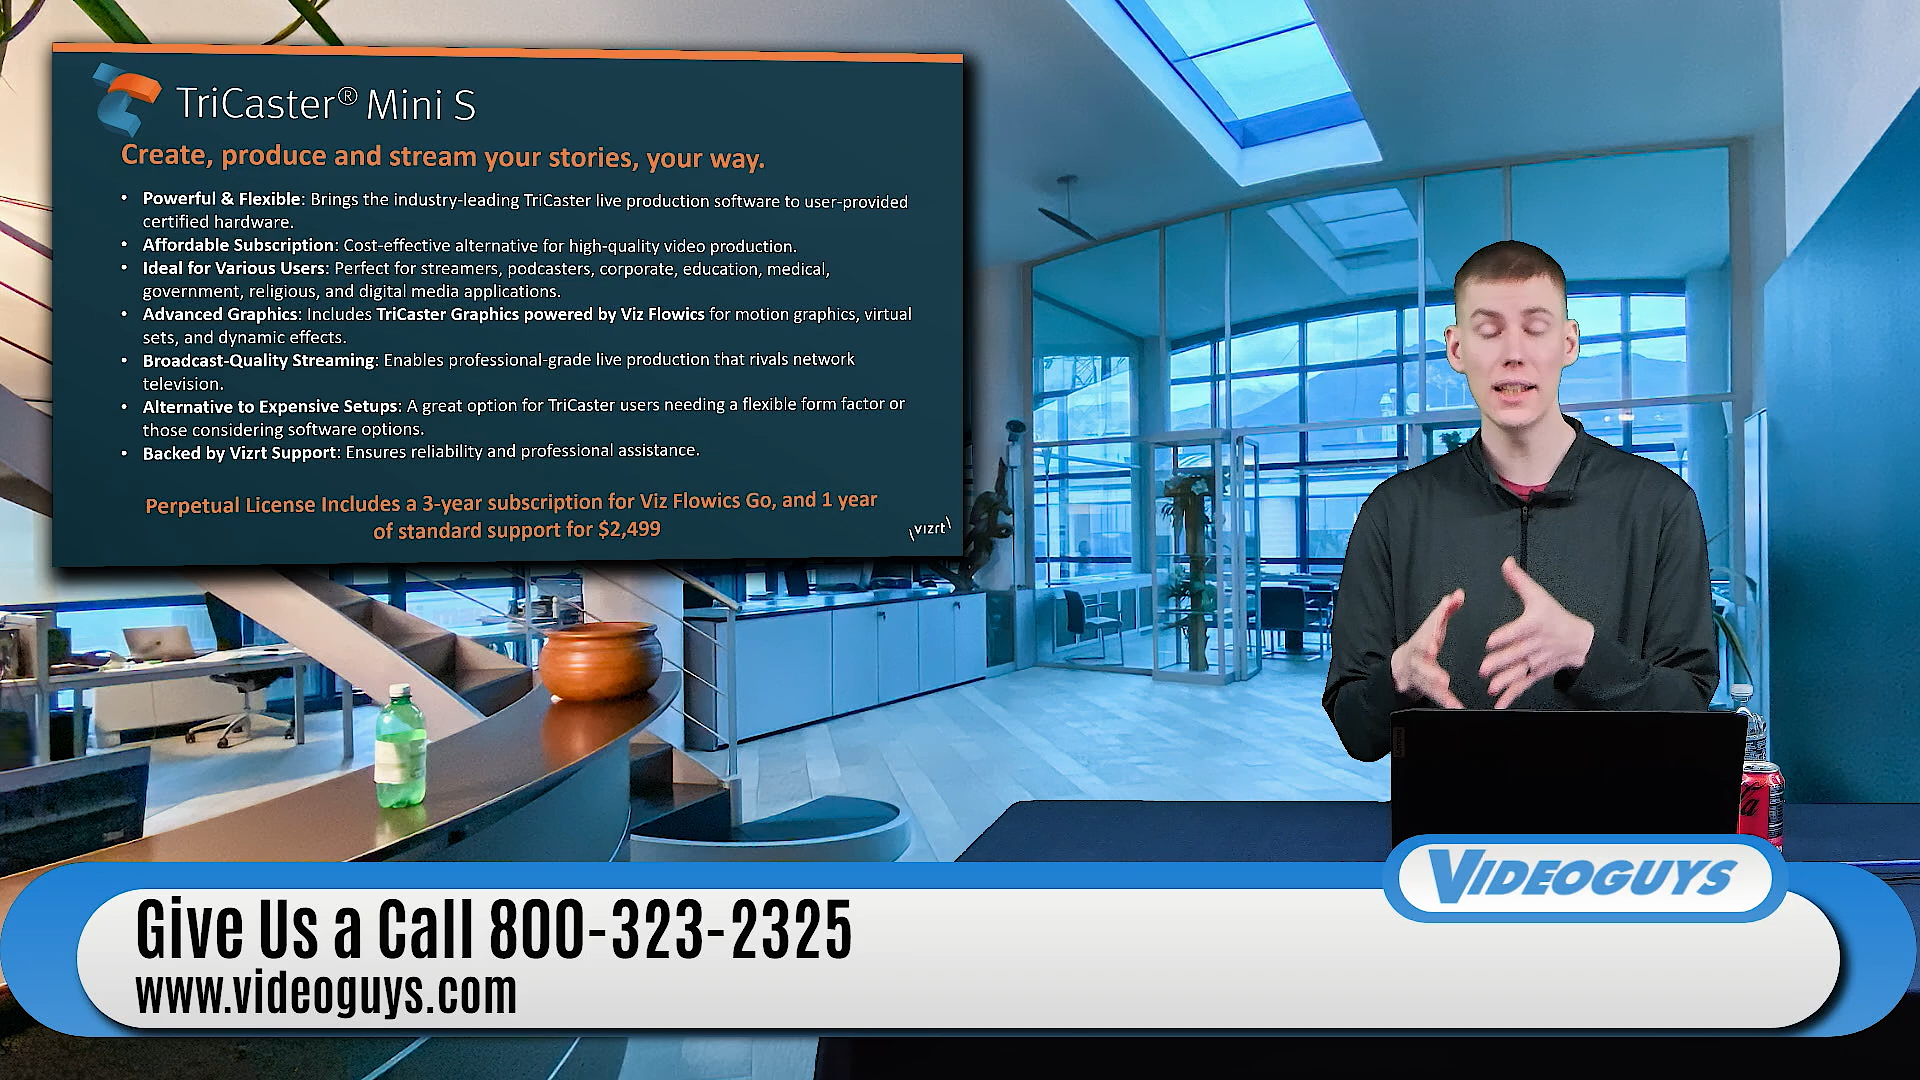 TriCaster® Mini S
Create, produce and stream your stories, your way.
• Powerful & Flexible: Brings the industry-leading TriCaster live production software to user-provided
certified hardware.
• Affordable Subscription: Cost-effective alternative for high-quality video production.
• Ideal for Various Users: Perfect for streamers, podcasters, corporate, education, medical,
government, religious, and digital media applications.
• Advanced Graphics: Includes TriCaster Graphics powered by Viz Flowics for motion graphics, virtual
sets, and dynamic effects.
• Broadcast-Quality Streaming: Enables professional-grade live production that rivals network
television.
• Alternative to Expensive Setups: A great option for TriCaster users needing a flexible form factor or
those considering software options.
• Backed by Vizrt Support: Ensures reliability and professional assistance.
Perpetual License Includes a 3-year subscription for Viz Flowics Go, and 1 year
of standard support for $2,499
\vizrt\
VIDEOGUYS
Give Us a Call 800-323-2325
www.videoguys.com